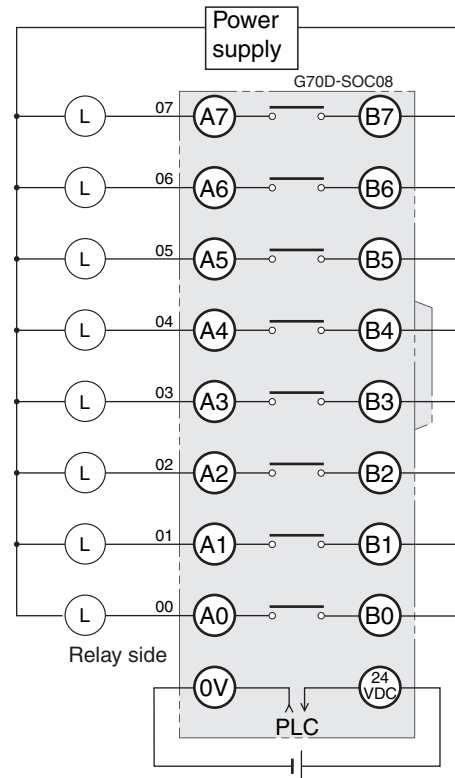 Power
supply
G70D-SOC08
L 07 A7 B7
L 06 A6 B6
L 05 A5 B5
L 04 A4 B4
L 03 A3 B3
L 02 A2 B2
L 01 A1 B1
L 00 A0 B0
Relay side
0V 24
VDC
PLC